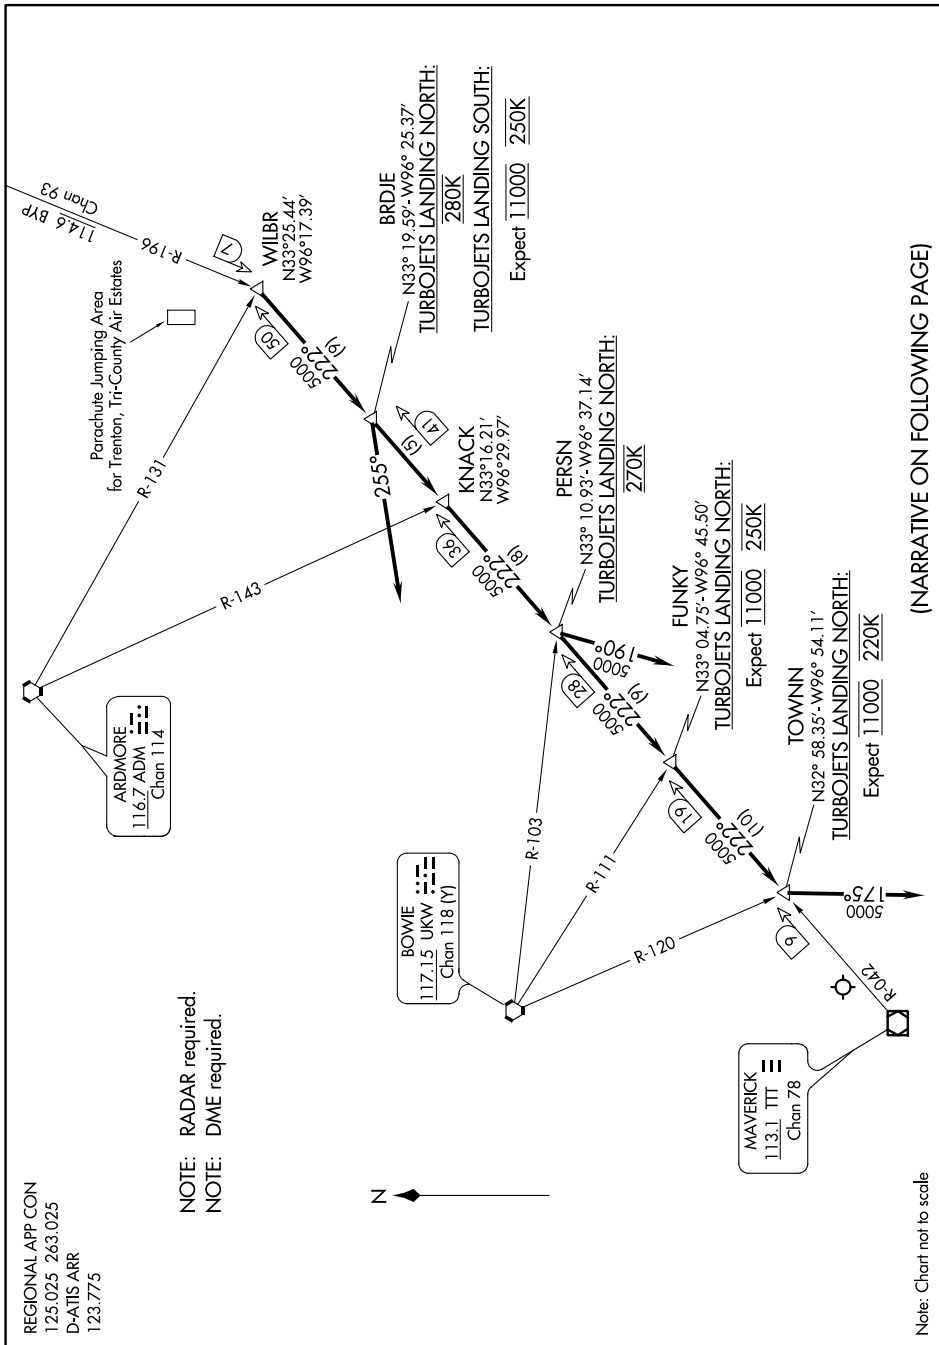 REGIONAL APP CON
125.025 263.025
D-ATIS ARR
123.775
NOTE: RADAR required.
NOTE: DME required.
N
ARDMORE
116.7 ADM
Chan 114
R-131
R-143
Parachute Jumping Area
for Trenton, Tri-County Air Estates
114.6 BYP
Chan 93
R-196
7
WILBR
N33°25.44'
W96°17.39'
50
5000
222°
(9)
BRDJE
N33° 19.59'-W96° 25.37'
TURBOJETS LANDING NORTH:
280K
TURBOJETS LANDING SOUTH:
Expect 11000 250K
255°
41
(5)
KNACK
N33°16.21'
W96°29.97'
36
5000
222°
(8)
PERSN
N33° 10.93'-W96° 37.14'
TURBOJETS LANDING NORTH:
270K
190°
5000
BOWIE
117.15 UKW
Chan 118 (Y)
R-103
R-111
R-120
28
5000
222°
(9)
FUNKY
N33° 04.75'-W96° 45.50'
TURBOJETS LANDING NORTH:
Expect 11000 250K
19
5000
222°
(10)
TOWNN
N32° 58.35'-W96° 54.11'
TURBOJETS LANDING NORTH:
Expect 11000 220K
175°
5000
9
R-042
MAVERICK
113.1 TTT
Chan 78
(NARRATIVE ON FOLLOWING PAGE)
Note: Chart not to scale